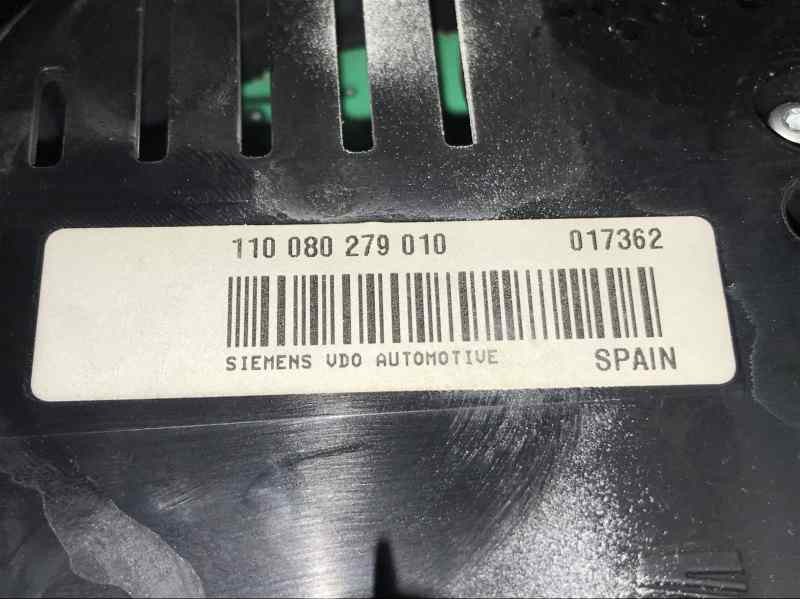 110 080 279 010 017362
SIEMENS VDO AUTOMOTIVE SPAIN